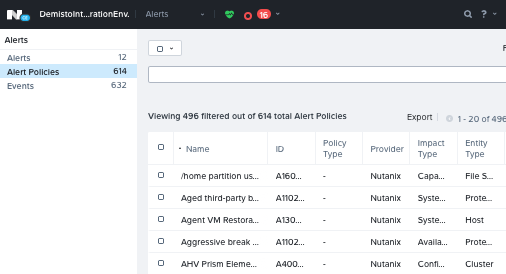 DemistoInt...rationEnv.
Alerts
16
?
Alerts
Alerts 12
Alert Policies 614
Events 632
Viewing 496 filtered out of 614 total Alert Policies
Export
1 - 20 of 496
Name ID Policy Type Provider Impact Type Entity Type
/home partition us... A160... - Nutanix Capa... File S...
Aged third-party b... A1102... - Nutanix Syste... Prote...
Agent VM Restora... A130... - Nutanix Syste... Host
Aggressive break ... A1102... - Nutanix Availa... Prote...
AHV Prism Eleme... A400... - Nutanix Confi... Cluster